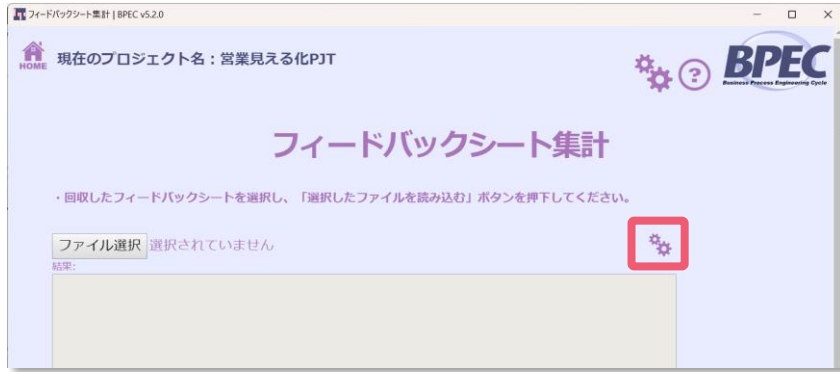 フィードバックシート集計 | BPEC v5.2.0
HOME
現在のプロジェクト名：営業見える化PJT
?
BPEC
Business Process Engineering Cycle
フィードバックシート集計
・回収したフィードバックシートを選択し、「選択したファイルを読み込む」ボタンを押下してください。
ファイル選択 選択されていません
結果: